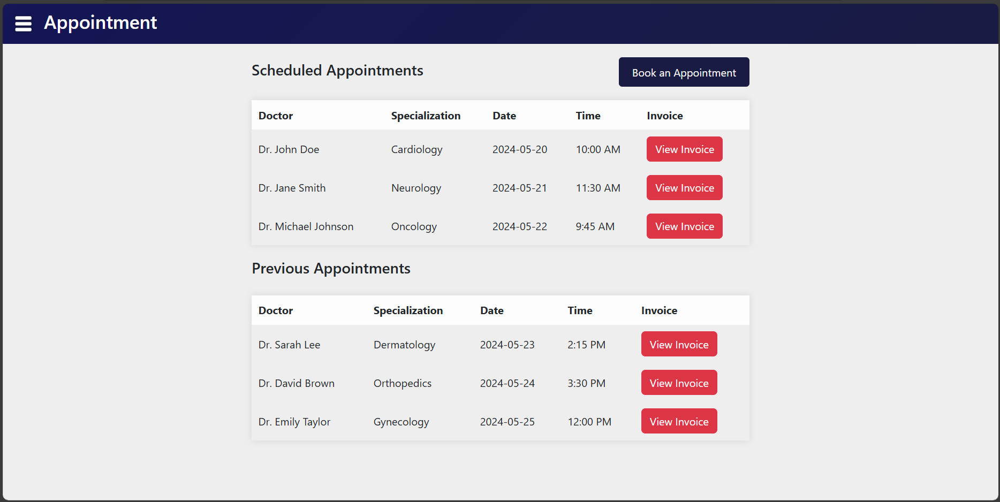 Appointment
Scheduled Appointments
Book an Appointment
Doctor Specialization Date Time Invoice
Dr. John Doe Cardiology 2024-05-20 10:00 AM View Invoice
Dr. Jane Smith Neurology 2024-05-21 11:30 AM View Invoice
Dr. Michael Johnson Oncology 2024-05-22 9:45 AM View Invoice
Previous Appointments
Doctor Specialization Date Time Invoice
Dr. Sarah Lee Dermatology 2024-05-23 2:15 PM View Invoice
Dr. David Brown Orthopedics 2024-05-24 3:30 PM View Invoice
Dr. Emily Taylor Gynecology 2024-05-25 12:00 PM View Invoice